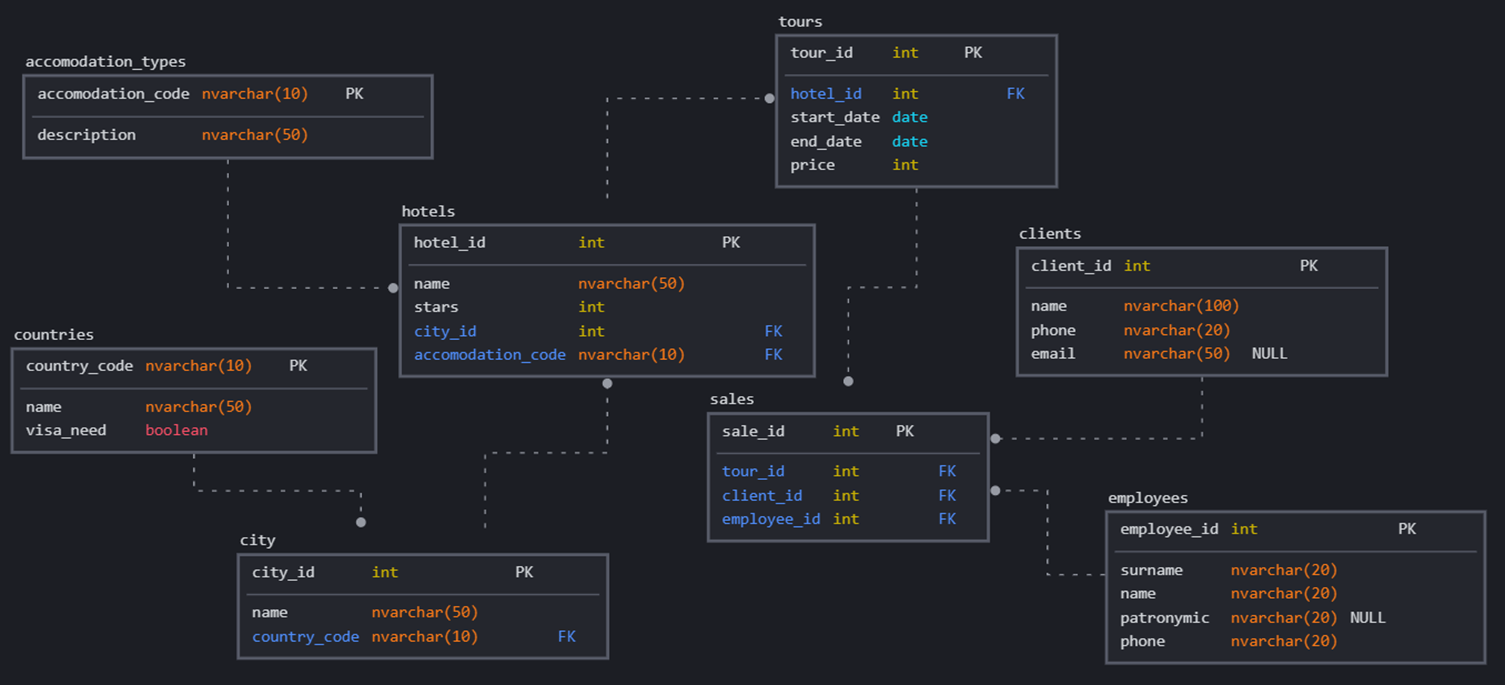 accomodation_types
accomodation_code nvarchar(10) PK
description nvarchar(50)
tours
tour_id int PK
hotel_id int FK
start_date date
end_date date
price int
hotels
hotel_id int PK
name nvarchar(50)
stars int
city_id int FK
accomodation_code nvarchar(10) FK
clients
client_id int PK
name nvarchar(100)
phone nvarchar(20)
email nvarchar(50) NULL
countries
country_code nvarchar(10) PK
name nvarchar(50)
visa_need boolean
sales
sale_id int PK
tour_id int FK
client_id int FK
employee_id int FK
employees
employee_id int PK
surname nvarchar(20)
name nvarchar(20)
patronymic nvarchar(20) NULL
phone nvarchar(20)
city
city_id int PK
name nvarchar(50)
country_code nvarchar(10) FK